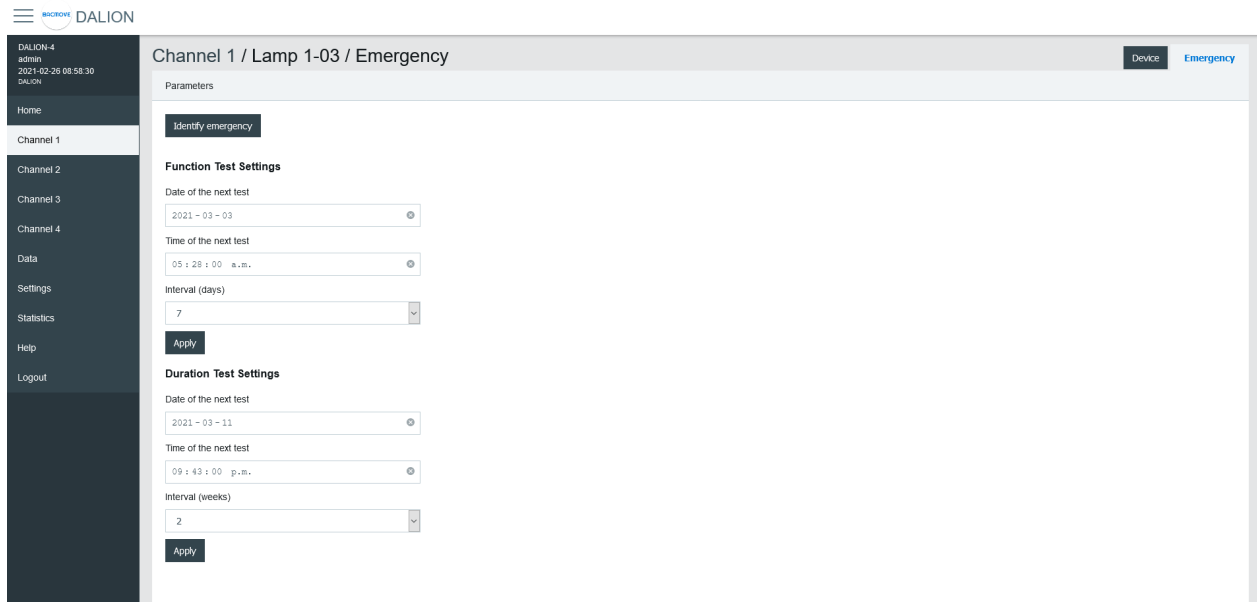 BACMOVE DALION
DALION-4
admin
2021-02-26 08:58:30
DALION
Home
Channel 1
Channel 2
Channel 3
Channel 4
Data
Settings
Statistics
Help
Logout
Channel 1 / Lamp 1-03 / Emergency
Device
Emergency
Parameters
Identify emergency
Function Test Settings
Date of the next test
2021-03-03
Time of the next test
05:28:00 a.m.
Interval (days)
7
Apply
Duration Test Settings
Date of the next test
2021-03-11
Time of the next test
09:43:00 p.m.
Interval (weeks)
2
Apply